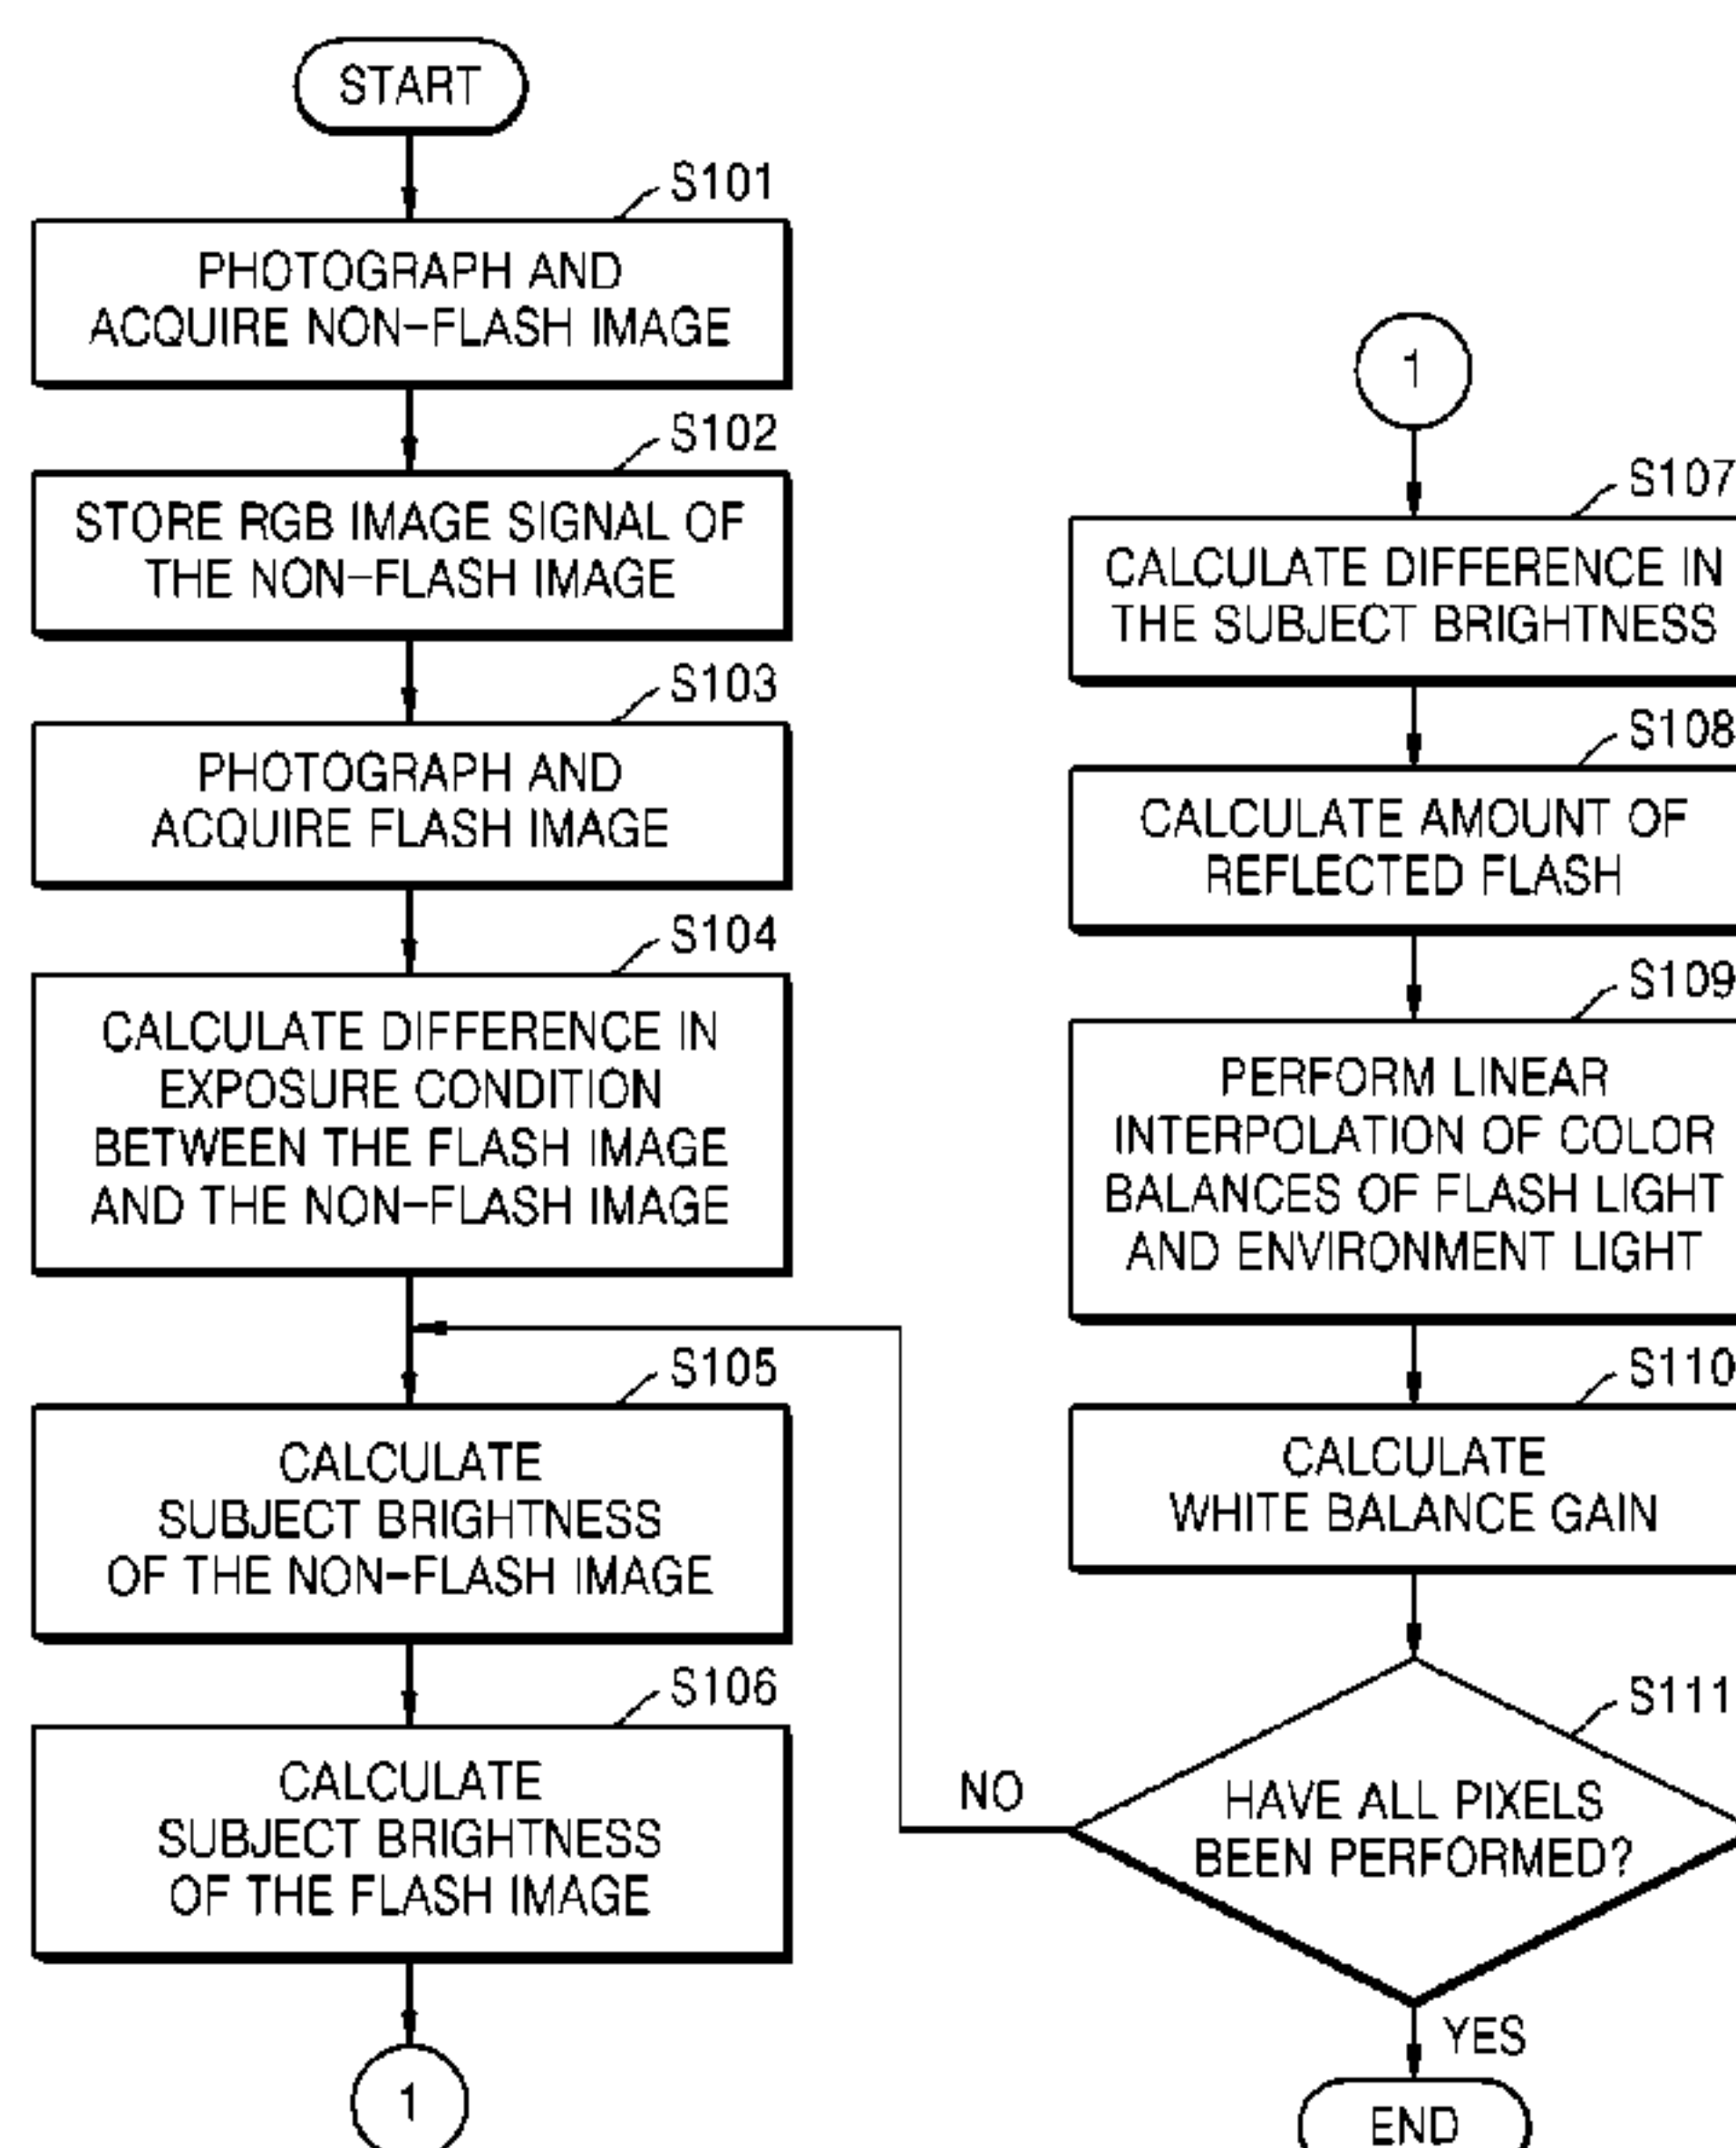 START
S101
PHOTOGRAPH AND
ACQUIRE NON-FLASH IMAGE
S102
STORE RGB IMAGE SIGNAL OF
THE NON-FLASH IMAGE
S103
PHOTOGRAPH AND
ACQUIRE FLASH IMAGE
S104
CALCULATE DIFFERENCE IN
EXPOSURE CONDITION
BETWEEN THE FLASH IMAGE
AND THE NON-FLASH IMAGE
S105
CALCULATE
SUBJECT BRIGHTNESS
OF THE NON-FLASH IMAGE
S106
CALCULATE
SUBJECT BRIGHTNESS
OF THE FLASH IMAGE
1
1
S107
CALCULATE DIFFERENCE IN
THE SUBJECT BRIGHTNESS
S108
CALCULATE AMOUNT OF
REFLECTED FLASH
S109
PERFORM LINEAR
INTERPOLATION OF COLOR
BALANCES OF FLASH LIGHT
AND ENVIRONMENT LIGHT
S110
CALCULATE
WHITE BALANCE GAIN
S111
HAVE ALL PIXELS
BEEN PERFORMED?
NO
YES
END